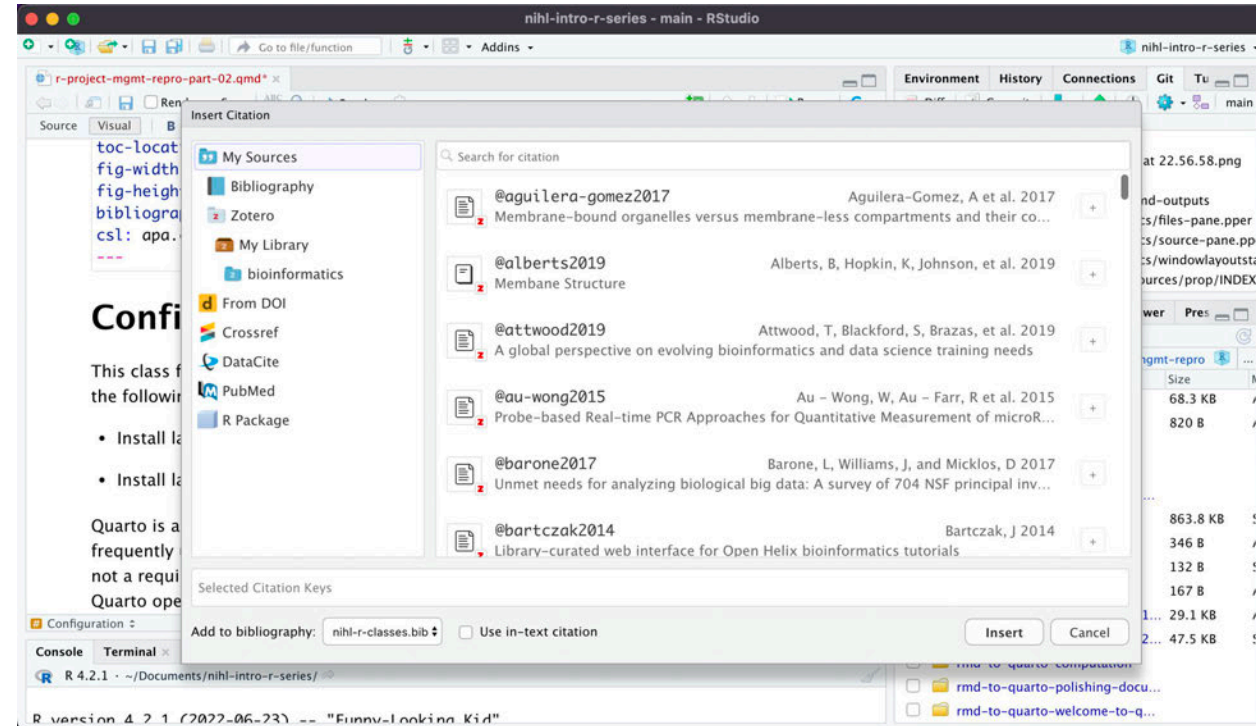 nihl-intro-r-series - main - RStudio
Go to file/function
Addins
nihl-intro-r-series
r-project-mgmt-repro-part-02.qmd*
Environment History Connections Git Tu
Source Visual B
main
Insert Citation
toc-locat
fig-width
fig-heigh
bibliogra
csl: apa.
---
Confi
This class f
the followin
• Install la
• Install la
Quarto is a
frequently
not a requi
Quarto ope
My Sources
Bibliography
Zotero
My Library
bioinformatics
From DOI
Crossref
DataCite
PubMed
R Package
Search for citation
@aguilera-gomez2017 Aguilera-Gomez, A et al. 2017
Membrane-bound organelles versus membrane-less compartments and their co...
@alberts2019 Alberts, B, Hopkin, K, Johnson, et al. 2019
Membane Structure
@attwood2019 Attwood, T, Blackford, S, Brazas, et al. 2019
A global perspective on evolving bioinformatics and data science training needs
@au-wong2015 Au - Wong, W, Au - Farr, R et al. 2015
Probe-based Real-time PCR Approaches for Quantitative Measurement of microR...
@barone2017 Barone, L, Williams, J, and Micklos, D 2017
Unmet needs for analyzing biological big data: A survey of 704 NSF principal inv...
@bartczak2014 Bartczak, J 2014
Library-curated web interface for Open Helix bioinformatics tutorials
Selected Citation Keys
Add to bibliography: nihl-r-classes.bib
Use in-text citation
Insert Cancel
at 22.56.58.png
nd-outputs
cs/files-pane.pper
cs/source-pane.pp
cs/windowlayoutsta
ources/prop/INDEX
wer Pres
mgmt-repro ...
Size
68.3 KB
820 B
...
863.8 KB
346 B
132 B
167 B
1... 29.1 KB
2... 47.5 KB
rmd-to-quarto-computation
rmd-to-quarto-polishing-docu...
rmd-to-quarto-welcome-to-q...
Configuration
Console Terminal
R 4.2.1 · ~/Documents/nihl-intro-r-series/
R version 4.2.1 (2022-06-23) -- "Funny-Looking Kid"